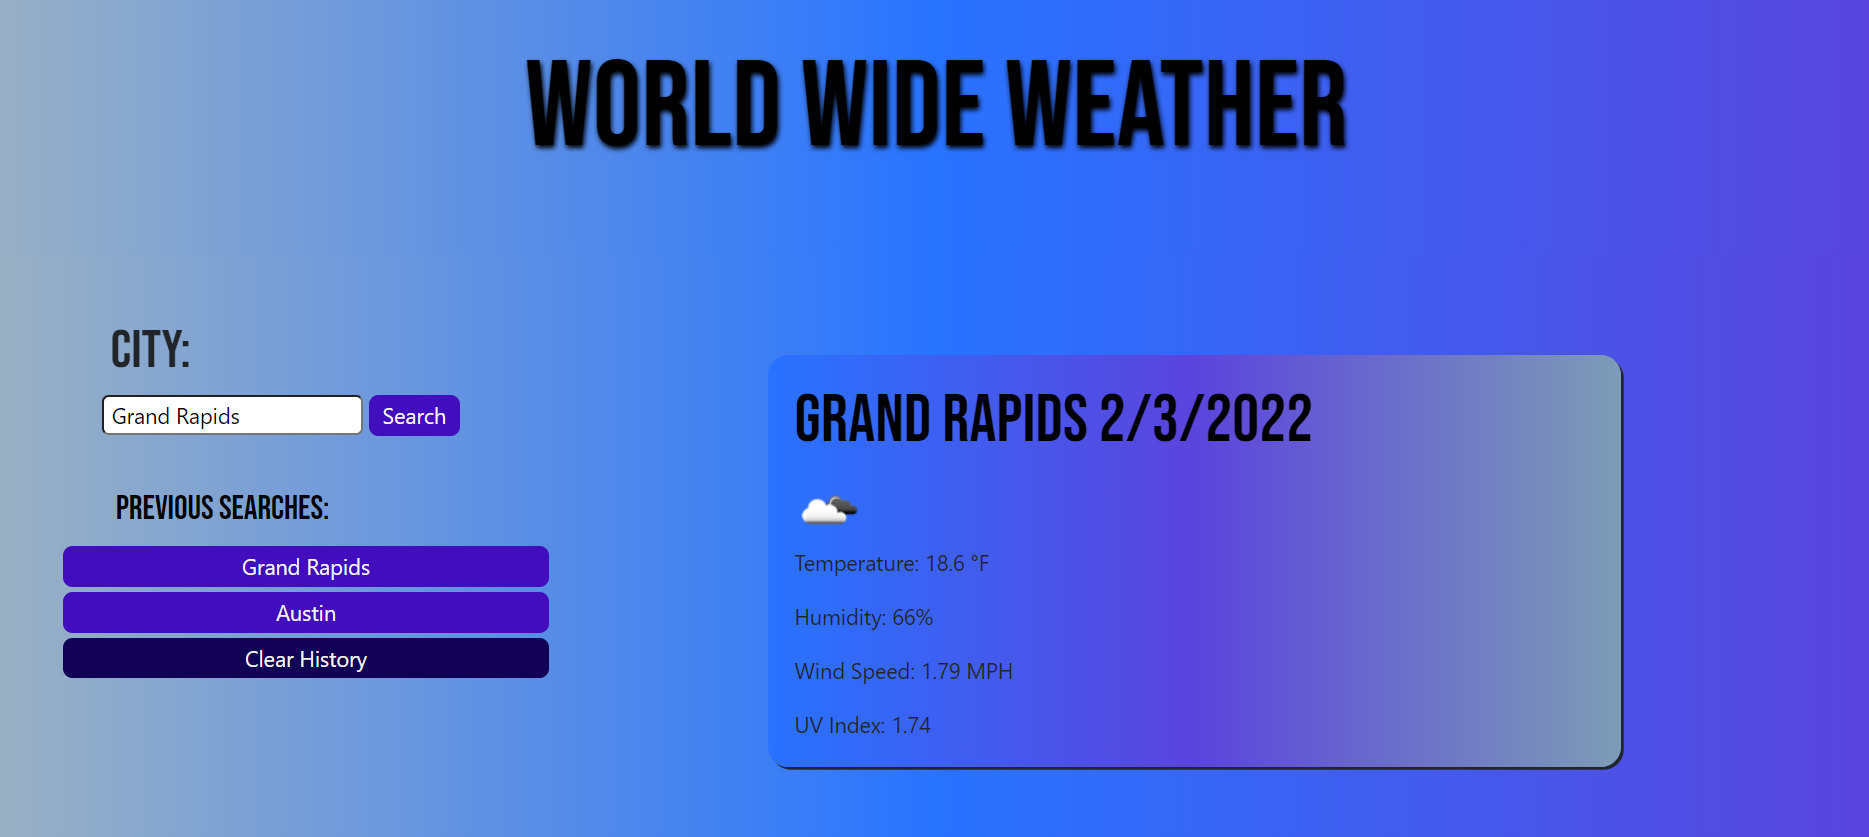 WORLD WIDE WEATHER
CITY:
Grand Rapids Search
PREVIOUS SEARCHES:
Grand Rapids
Austin
Clear History
GRAND RAPIDS 2/3/2022
Temperature: 18.6 °F
Humidity: 66%
Wind Speed: 1.79 MPH
UV Index: 1.74